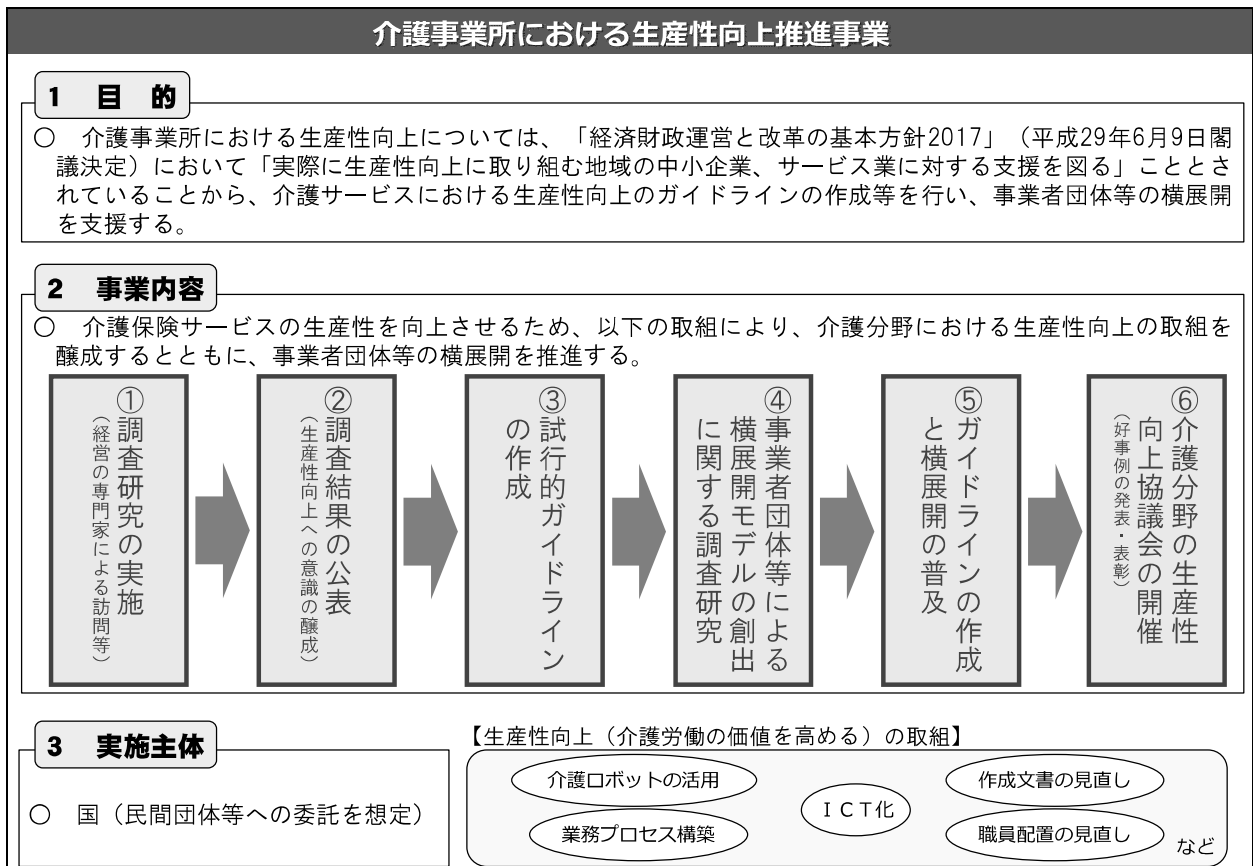 介護事業所における生産性向上推進事業
1 目 的
○ 介護事業所における生産性向上については、「経済財政運営と改革の基本方針2017」(平成29年6月9日閣
議決定)において「実際に生産性向上に取り組む地域の中小企業、サービス業に対する支援を図る」こととさ
れていることから、介護サービスにおける生産性向上のガイドラインの作成等を行い、事業者団体等の横展開
を支援する。
2 事業内容
○ 介護保険サービスの生産性を向上させるため、以下の取組により、介護分野における生産性向上の取組を
醸成するとともに、事業者団体等の横展開を推進する。
①調査研究の実施
(経営の専門家による訪問等)
②調査結果の公表
(生産性向上への意識の醸成)
③試行的ガイドライン
の作成
④事業者団体等による
横展開モデルの創出
に関する調査研究
⑤ガイドラインの作成
と横展開の普及
⑥介護分野の生産性
向上協議会の開催
(好事例の発表・表彰)
3 実施主体
○ 国(民間団体等への委託を想定)
【生産性向上(介護労働の価値を高める)の取組】
介護ロボットの活用
業務プロセス構築
ICT化
作成文書の見直し
職員配置の見直し
など